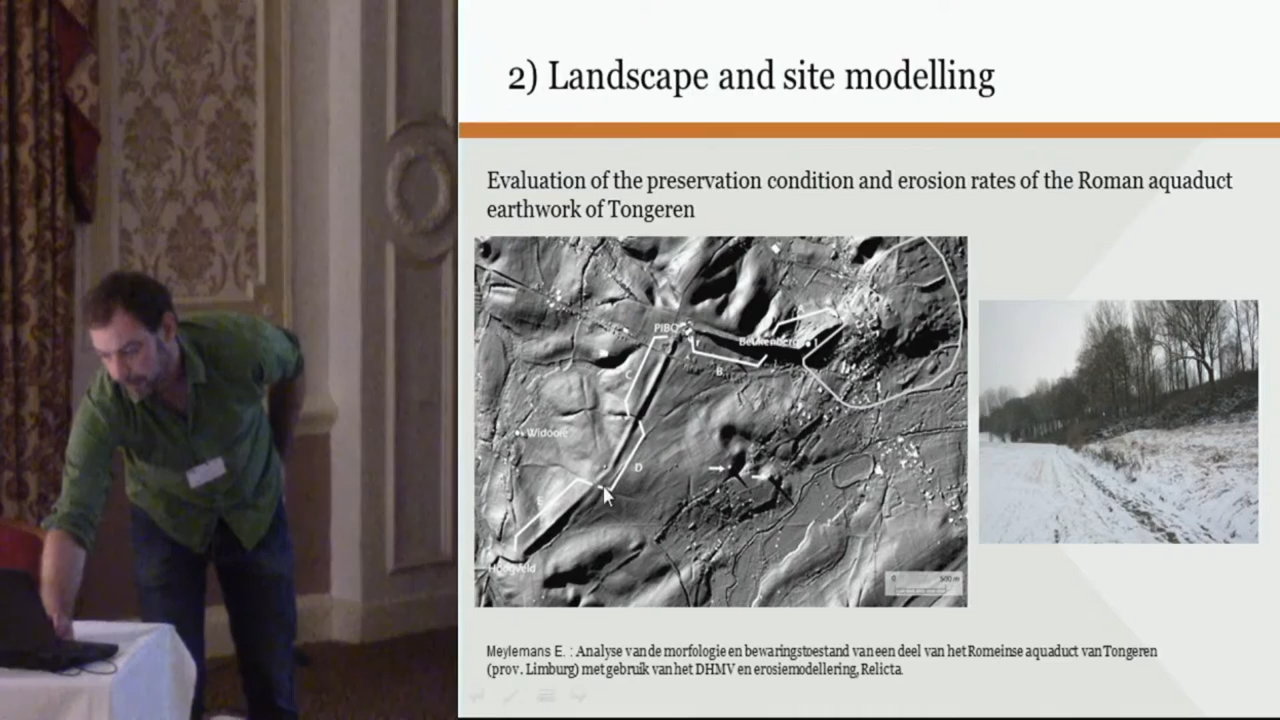 2) Landscape and site modelling
Evaluation of the preservation condition and erosion rates of the Roman aquaduct
earthwork of Tongeren
PIBO
Beukenberg
1
B
C
Widooie
D
E
Hoogveld
0 500 m
Meylemans E. : Analyse van de morfologie en bewaringstoestand van een deel van het Romeinse aquaduct van Tongeren
(prov. Limburg) met gebruik van het DHMV en erosiemodellering, Relicta.